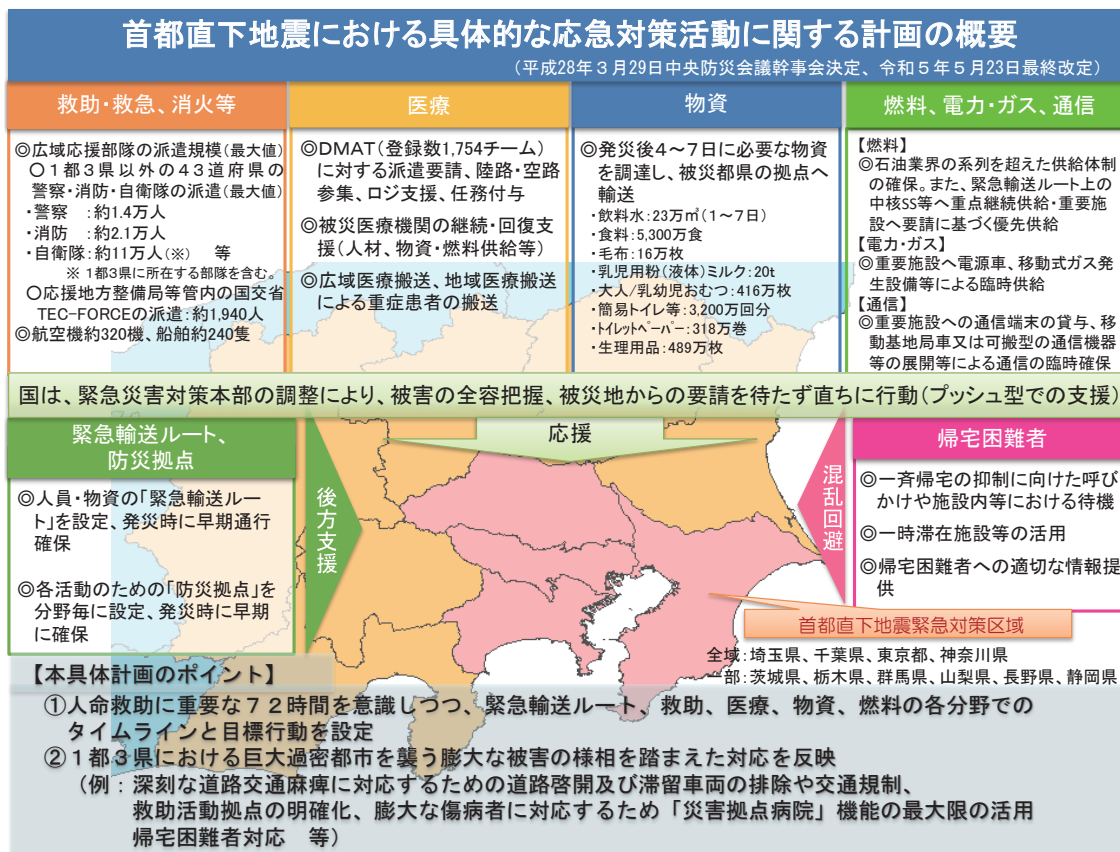 首都直下地震における具体的な応急対策活動に関する計画の概要
（平成28年３月29日中央防災会議幹事会決定、令和５年５月23日最終改定）
救助・救急、消火等
◎広域応援部隊の派遣規模（最大値）
○１都３県以外の４３道府県の
警察・消防・自衛隊の派遣（最大値）
・警察　：約1.4万人
・消防　：約2.1万人
・自衛隊：約11万人（※）　等
※ １都３県に所在する部隊を含む。
○応援地方整備局等管内の国交省
TEC-FORCEの派遣：約1,940人
◎航空機約320機、船舶約240隻
医療
◎DMAT（登録数1,754チーム）
に対する派遣要請、陸路・空路
参集、ロジ支援、任務付与
◎被災医療機関の継続・回復支
援（人材、物資・燃料供給等）
◎広域医療搬送、地域医療搬送
による重症患者の搬送
物資
◎発災後４～７日に必要な物資
を調達し、被災都県の拠点へ
輸送
・飲料水：23万㎥（１～７日）
・食料：5,300万食
・毛布：16万枚
・乳児用粉（液体）ミルク：20t
・大人/乳幼児おむつ：416万枚
・簡易トイレ等：3,200万回分
・トイレットペーパー：318万巻
・生理用品：489万枚
燃料、電力・ガス、通信
【燃料】
◎石油業界の系列を超えた供給体制
の確保。また、緊急輸送ルート上の
中核SS等へ重点継続供給・重要施
設へ要請に基づく優先供給
【電力・ガス】
◎重要施設へ電源車、移動式ガス発
生設備等による臨時供給
【通信】
◎重要施設への通信端末の貸与、移
動基地局車又は可搬型の通信機器
等の展開等による通信の臨時確保
国は、緊急災害対策本部の調整により、被害の全容把握、被災地からの要請を待たず直ちに行動（プッシュ型での支援）
緊急輸送ルート、
防災拠点
◎人員・物資の「緊急輸送ルー
ト」を設定、発災時に早期通行
確保
◎各活動のための「防災拠点」を
分野毎に設定、発災時に早期
に確保
後方支援
応援
混乱回避
帰宅困難者
◎一斉帰宅の抑制に向けた呼び
かけや施設内等における待機
◎一時滞在施設等の活用
◎帰宅困難者への適切な情報提
供
首都直下地震緊急対策区域
全域：埼玉県、千葉県、東京都、神奈川県
一部：茨城県、栃木県、群馬県、山梨県、長野県、静岡県
【本具体計画のポイント】
①人命救助に重要な７２時間を意識しつつ、緊急輸送ルート、救助、医療、物資、燃料の各分野での
タイムラインと目標行動を設定
②１都３県における巨大過密都市を襲う膨大な被害の様相を踏まえた対応を反映
（例：深刻な道路交通麻痺に対応するための道路啓開及び滞留車両の排除や交通規制、
救助活動拠点の明確化、膨大な傷病者に対応するため「災害拠点病院」機能の最大限の活用
帰宅困難者対応　等）